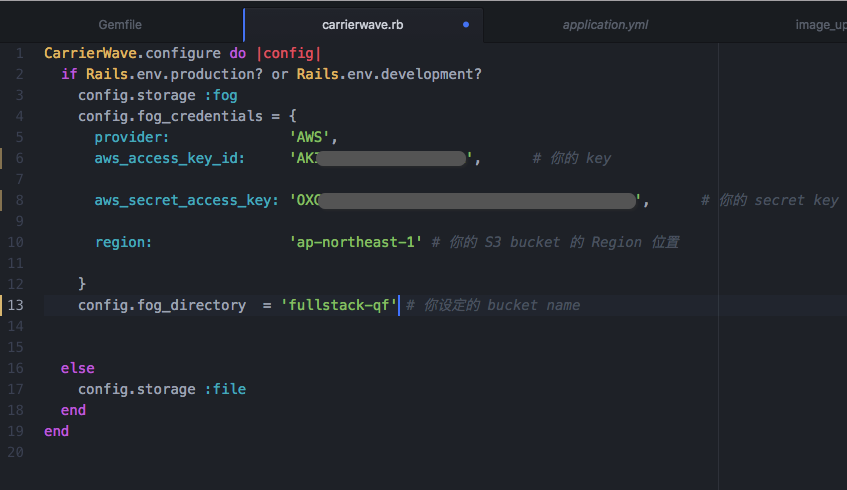 Gemfile carrierwave.rb application.yml image_up
1 CarrierWave.configure do |config|
2 if Rails.env.production? or Rails.env.development?
3 config.storage :fog
4 config.fog_credentials = {
5 provider: 'AWS',
6 aws_access_key_id: 'AK ', # 你的 key
7
8 aws_secret_access_key: 'OX ', # 你的 secret key
9
10 region: 'ap-northeast-1' # 你的 S3 bucket 的 Region 位置
11
12 }
13 config.fog_directory = 'fullstack-qf' # 你设定的 bucket name
14
15
16 else
17 config.storage :file
18 end
19 end
20